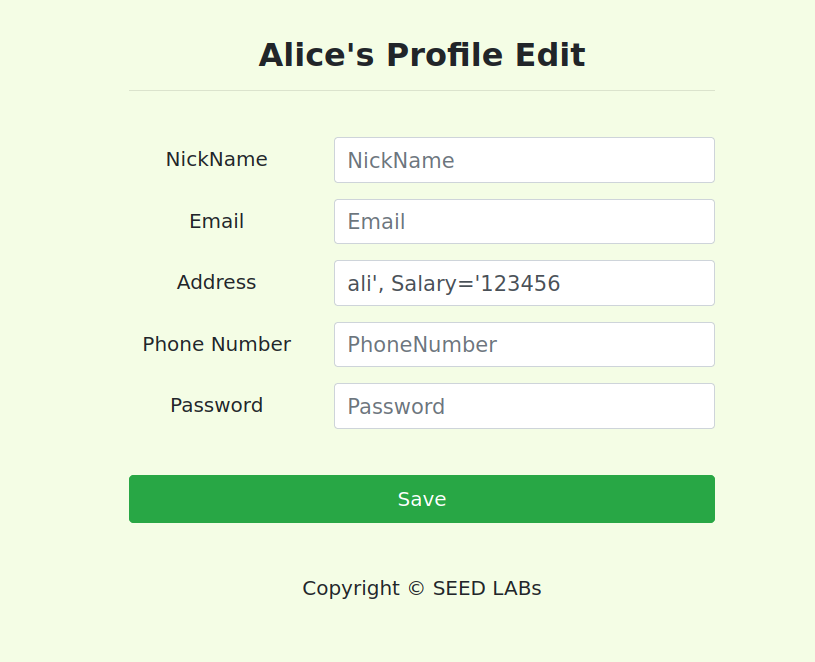 Alice's Profile Edit
NickName NickName
Email Email
Address ali', Salary='123456
Phone Number PhoneNumber
Password Password
Save
Copyright © SEED LABs